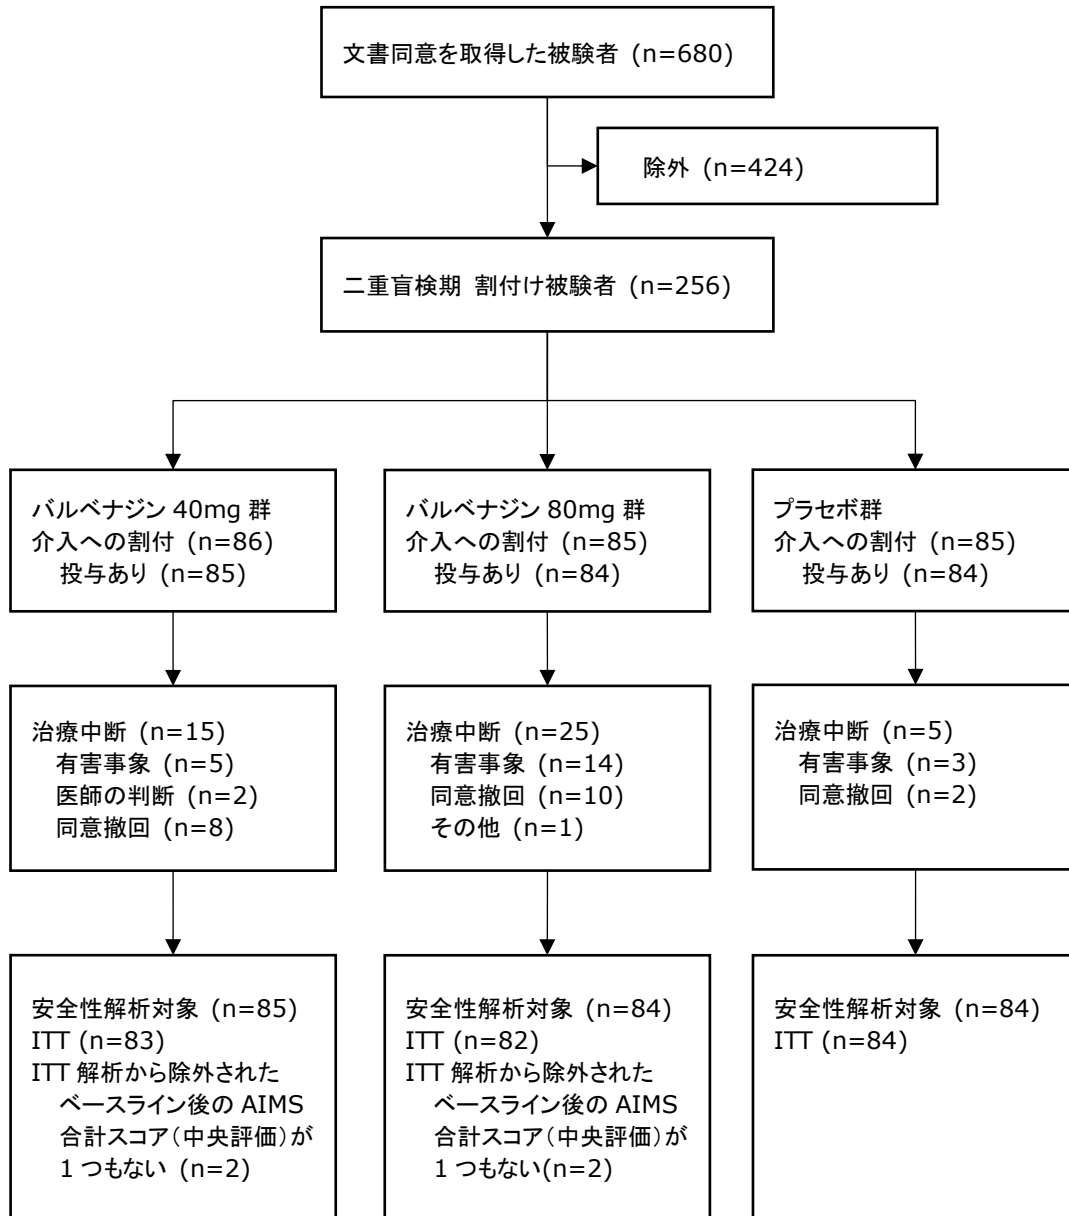 文書同意を取得した被験者 (n=680)
除外 (n=424)
二重盲検期 割付け被験者 (n=256)
バルベナジン 40mg 群
介入への割付 (n=86)
投与あり (n=85)
バルベナジン 80mg 群
介入への割付 (n=85)
投与あり (n=84)
プラセボ群
介入への割付 (n=85)
投与あり (n=84)
治療中断 (n=15)
有害事象 (n=5)
医師の判断 (n=2)
同意撤回 (n=8)
治療中断 (n=25)
有害事象 (n=14)
同意撤回 (n=10)
その他 (n=1)
治療中断 (n=5)
有害事象 (n=3)
同意撤回 (n=2)
安全性解析対象 (n=85)
ITT (n=83)
ITT 解析から除外された
ベースライン後の AIMS
合計スコア(中央評価)が
1 つもない (n=2)
安全性解析対象 (n=84)
ITT (n=82)
ITT 解析から除外された
ベースライン後の AIMS
合計スコア(中央評価)が
1 つもない(n=2)
安全性解析対象 (n=84)
ITT (n=84)